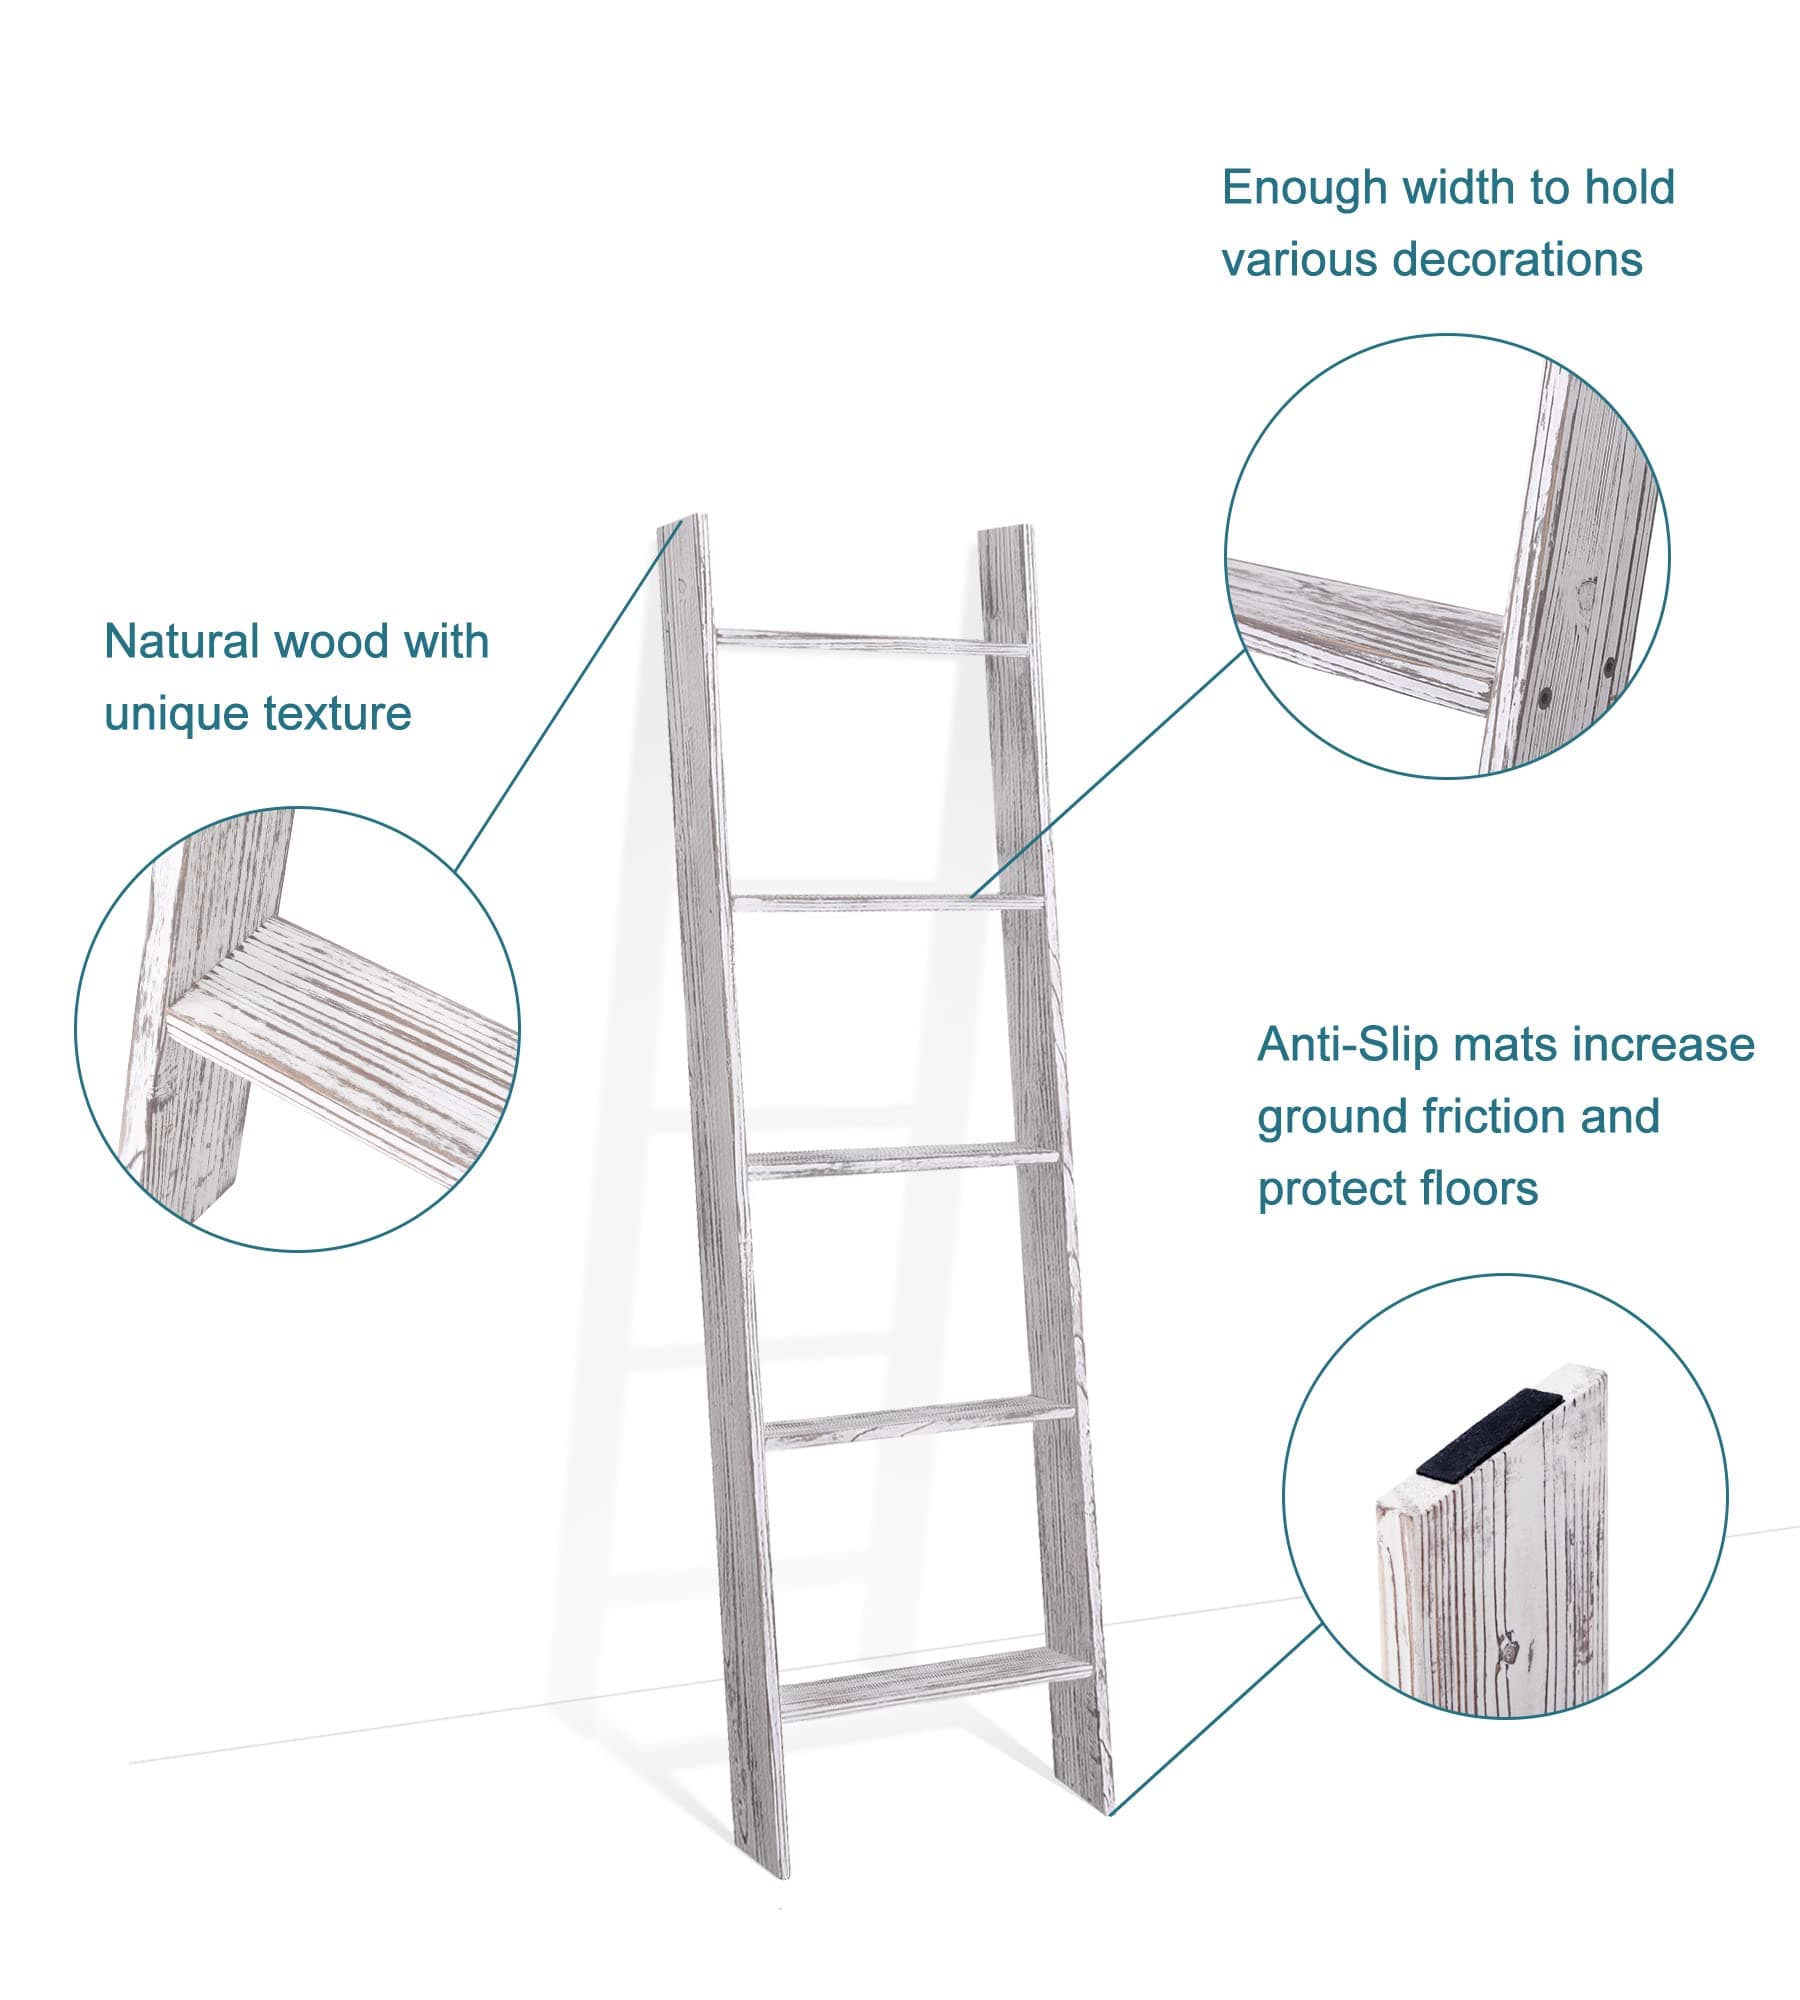 Enough width to hold
various decorations
Natural wood with
unique texture
Anti-Slip mats increase
ground friction and
protect floors